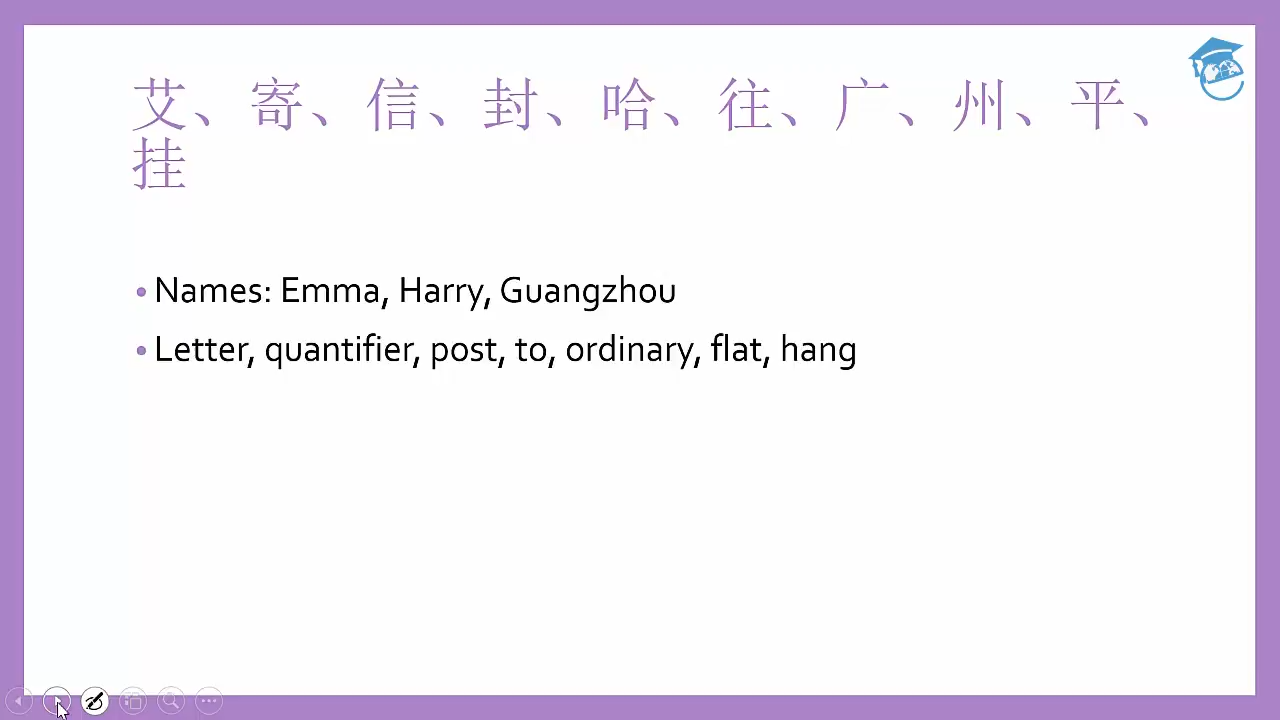 艾、寄、信、封、哈、往、广、州、平、
挂
• Names: Emma, Harry, Guangzhou
• Letter, quantifier, post, to, ordinary, flat, hang